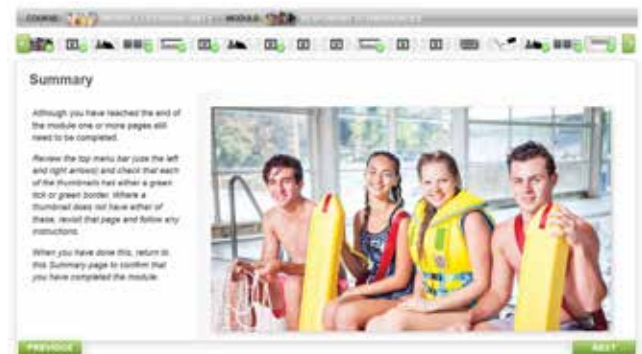 COURSE:
MODULE:
Summary
Although you have reached the end of
the module one or more pages still
need to be completed.
Review the top menu bar (use the left
and right arrows) and check that each
of the thumbnails has either a green
tick or green border. Where a
thumbnail does not have either of
these, revisit that page and follow any
instructions.
When you have done this, return to
this Summary page to confirm that
you have completed the module.
PREVIOUS
NEXT